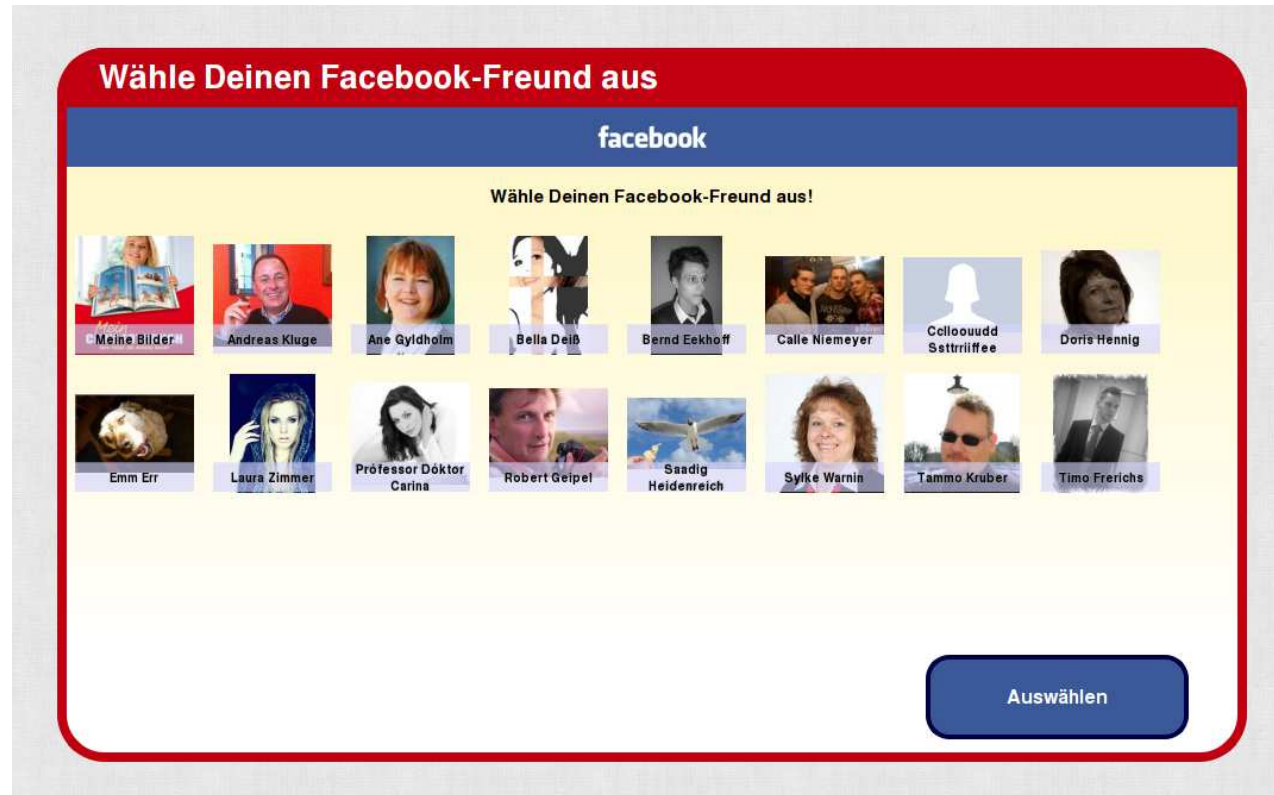 Wähle Deinen Facebook-Freund aus
facebook
Wähle Deinen Facebook-Freund aus!
Mein
Meine Bilder
Andreas Kluge
Ane Gyldholm
Bella Deiß
Bernd Eekhoff
Calle Niemeyer
Cclloouudd
Ssttrriiffee
Doris Hennig
Emm Err
Laura Zimmer
Prófessor Dóktor
Carina
Robert Geipel
Saadig
Heidenreich
Sylke Warnin
Tammo Kruber
Timo Frerichs
Auswählen